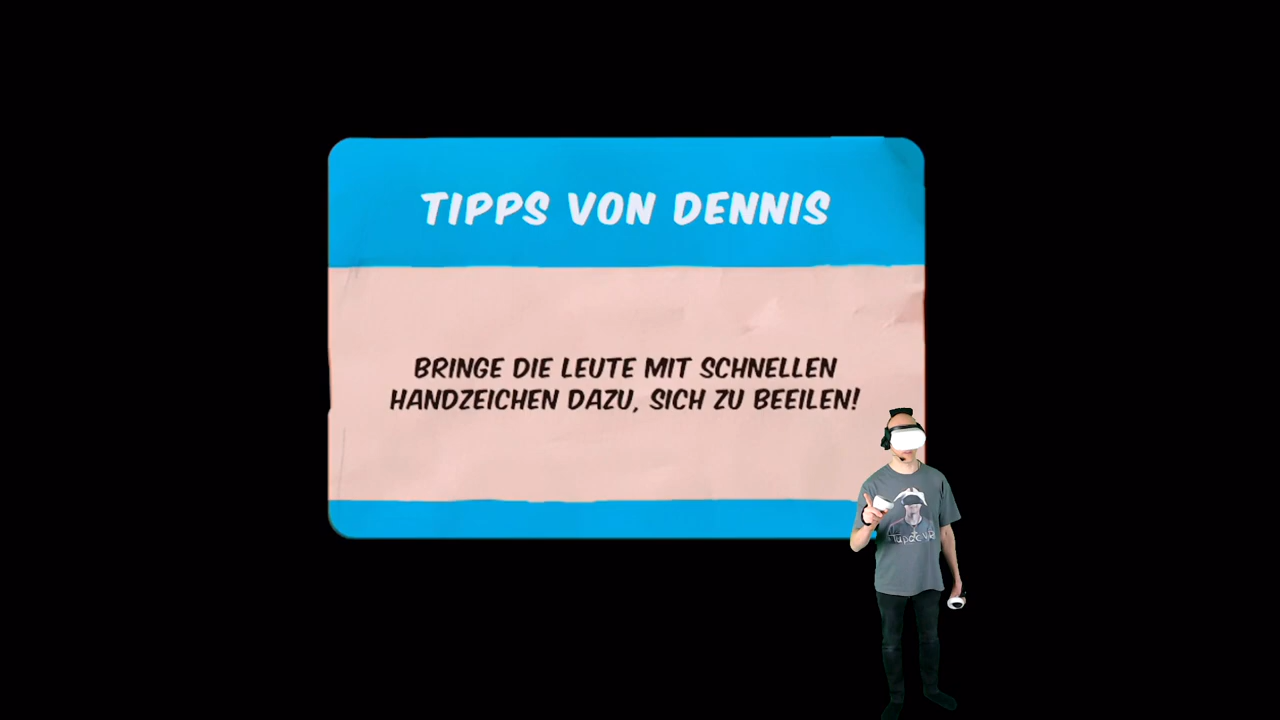 TIPPS VON DENNIS
BRINGE DIE LEUTE MIT SCHNELLEN
HANDZEICHEN DAZU, SICH ZU BEEILEN!